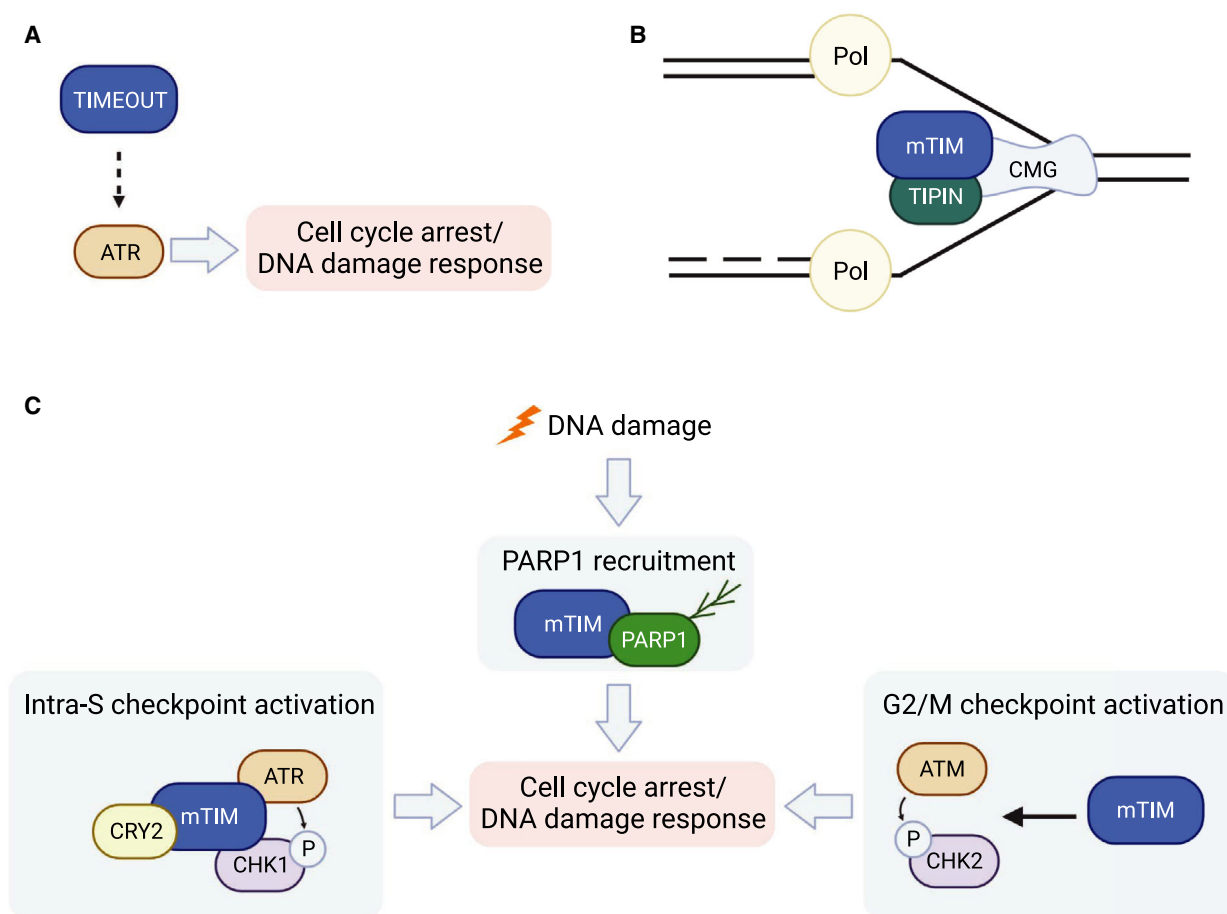 A
TIMEOUT
ATR
Cell cycle arrest/
DNA damage response
B
Pol
mTIM
TIPIN
CMG
Pol
C
DNA damage
PARP1 recruitment
mTIM
PARP1
Intra-S checkpoint activation
ATR
mTIM
CRY2
CHK1
P
Cell cycle arrest/
DNA damage response
G2/M checkpoint activation
ATM
mTIM
P
CHK2